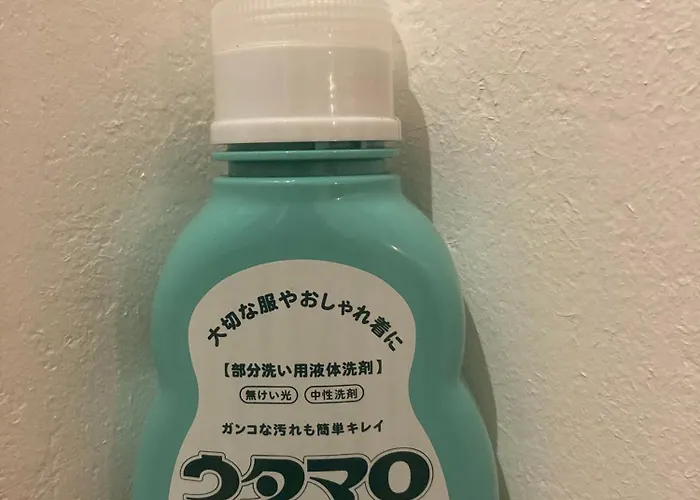 大切な服やおしゃれ着に
【部分洗い用液体洗剤】
無けい光 中性洗剤
ガンコな汚れも簡単キレイ
ウタマロ